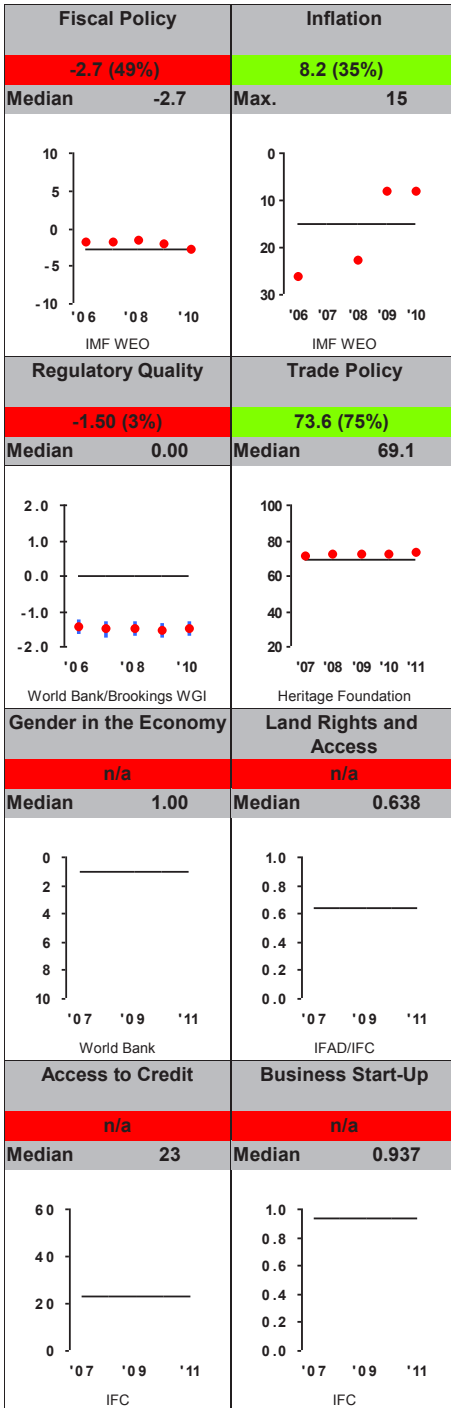 Fiscal Policy
-2.7 (49%)
Median -2.7
10
5
0
-5
-10
'06 '08 '10
IMF WEO
Inflation
8.2 (35%)
Max. 15
0
10
20
30
'06 '07 '08 '09 '10
IMF WEO
Regulatory Quality
-1.50 (3%)
Median 0.00
2.0
1.0
0.0
-1.0
-2.0
'06 '08 '10
World Bank/Brookings WGI
Trade Policy
73.6 (75%)
Median 69.1
100
80
60
40
20
'07 '08 '09 '10 '11
Heritage Foundation
Gender in the Economy
n/a
Median 1.00
0
2
4
6
8
10
'07 '09 '11
World Bank
Land Rights and
Access
n/a
Median 0.638
1.0
0.8
0.6
0.4
0.2
0.0
'07 '09 '11
IFAD/IFC
Access to Credit
n/a
Median 23
60
40
20
0
'07 '09 '11
IFC
Business Start-Up
n/a
Median 0.937
1.0
0.8
0.6
0.4
0.2
0.0
'07 '09 '11
IFC